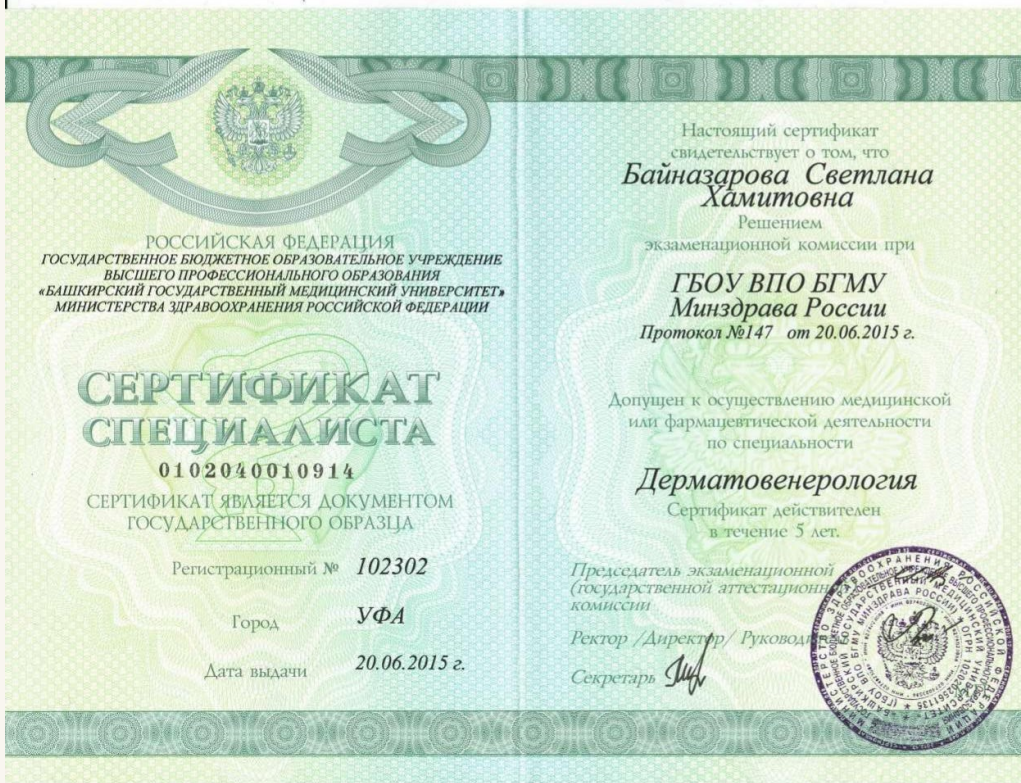 РОССИЙСКАЯ ФЕДЕРАЦИЯ
ГОСУДАРСТВЕННОЕ БЮДЖЕТНОЕ ОБРАЗОВАТЕЛЬНОЕ УЧРЕЖДЕНИЕ
ВЫСШЕГО ПРОФЕССИОНАЛЬНОГО ОБРАЗОВАНИЯ
«БАШКИРСКИЙ ГОСУДАРСТВЕННЫЙ МЕДИЦИНСКИЙ УНИВЕРСИТЕТ»
МИНИСТЕРСТВА ЗДРАВООХРАНЕНИЯ РОССИЙСКОЙ ФЕДЕРАЦИИ
СЕРТИФИКАТ
СПЕЦИАЛИСТА
0102040010914
СЕРТИФИКАТ ЯВЛЯЕТСЯ ДОКУМЕНТОМ
ГОСУДАРСТВЕННОГО ОБРАЗЦА
Регистрационный № 102302
Город УФА
Дата выдачи 20.06.2015 г.
Настоящий сертификат
свидетельствует о том, что
Байназарова Светлана
Хамитовна
Решением
экзаменационной комиссии при
ГБОУ ВПО БГМУ
Минздрава России
Протокол №147 от 20.06.2015 г.
Допущен к осуществлению медицинской
или фармацевтической деятельности
по специальности
Дерматовенерология
Сертификат действителен
в течение 5 лет.
Председатель экзаменационной
(государственной аттестационн
комиссии
Ректор /Директор/ Руковод
Секретарь